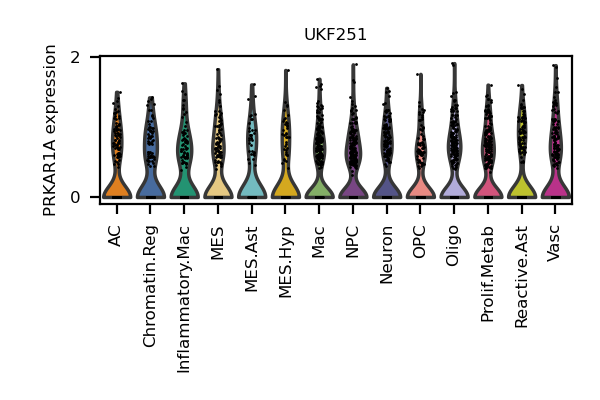 UKF251
PRKAR1A expression
2
0
AC
Chromatin.Reg
Inflammatory.Mac
MES
MES.Ast
MES.Hyp
Mac
NPC
Neuron
OPC
Oligo
Prolif.Metab
Reactive.Ast
Vasc